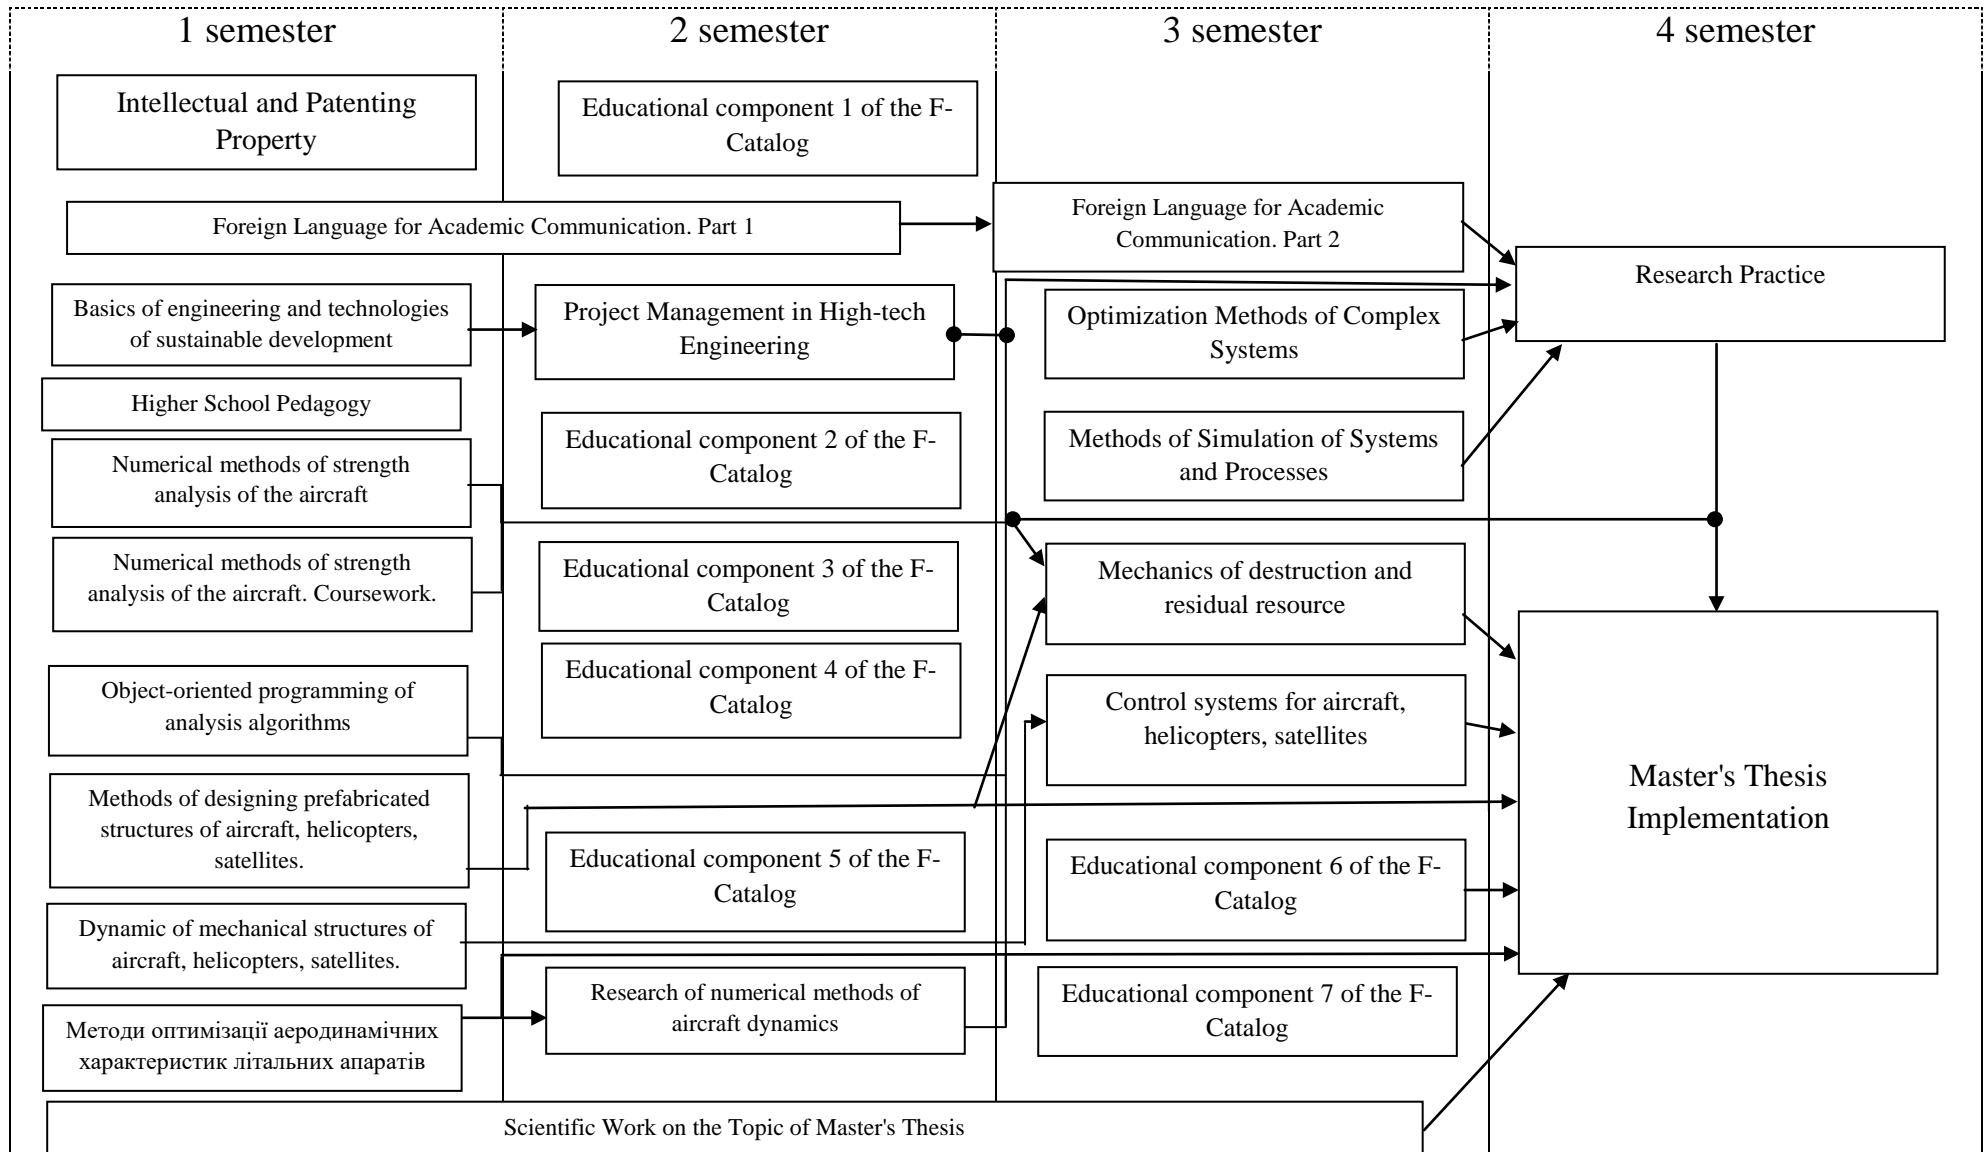 1 semester
2 semester
3 semester
4 semester
Intellectual and Patenting
Property
Foreign Language for Academic Communication. Part 1
Basics of engineering and technologies
of sustainable development
Higher School Pedagogy
Numerical methods of strength
analysis of the aircraft
Numerical methods of strength
analysis of the aircraft. Coursework.
Object-oriented programming of
analysis algorithms
Methods of designing prefabricated
structures of aircraft, helicopters,
satellites.
Dynamic of mechanical structures of
aircraft, helicopters, satellites.
Методи оптимізації аеродинамічних
характеристик літальних апаратів
Educational component 1 of the F-
Catalog
Project Management in High-tech
Engineering
Educational component 2 of the F-
Catalog
Educational component 3 of the F-
Catalog
Educational component 4 of the F-
Catalog
Educational component 5 of the F-
Catalog
Research of numerical methods of
aircraft dynamics
Foreign Language for Academic
Communication. Part 2
Optimization Methods of Complex
Systems
Methods of Simulation of Systems
and Processes
Mechanics of destruction and
residual resource
Control systems for aircraft,
helicopters, satellites
Educational component 6 of the F-
Catalog
Educational component 7 of the F-
Catalog
Research Practice
Master's Thesis
Implementation
Scientific Work on the Topic of Master's Thesis